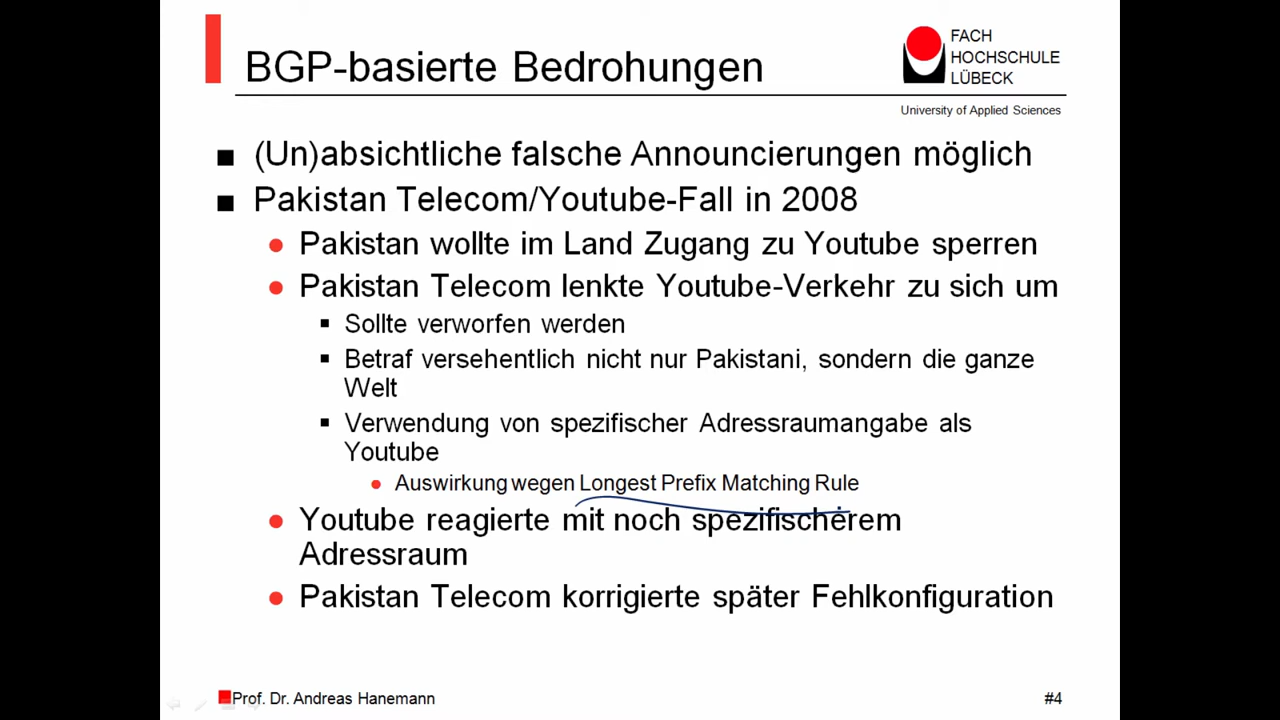 BGP-basierte Bedrohungen
FACH
HOCHSCHULE
LÜBECK
University of Applied Sciences
(Un)absichtliche falsche Announcierungen möglich
Pakistan Telecom/Youtube-Fall in 2008
Pakistan wollte im Land Zugang zu Youtube sperren
Pakistan Telecom lenkte Youtube-Verkehr zu sich um
Sollte verworfen werden
Betraf versehentlich nicht nur Pakistani, sondern die ganze
Welt
Verwendung von spezifischer Adressraumangabe als
Youtube
Auswirkung wegen Longest Prefix Matching Rule
Youtube reagierte mit noch spezifischerem
Adressraum
Pakistan Telecom korrigierte später Fehlkonfiguration
Prof. Dr. Andreas Hanemann
#4